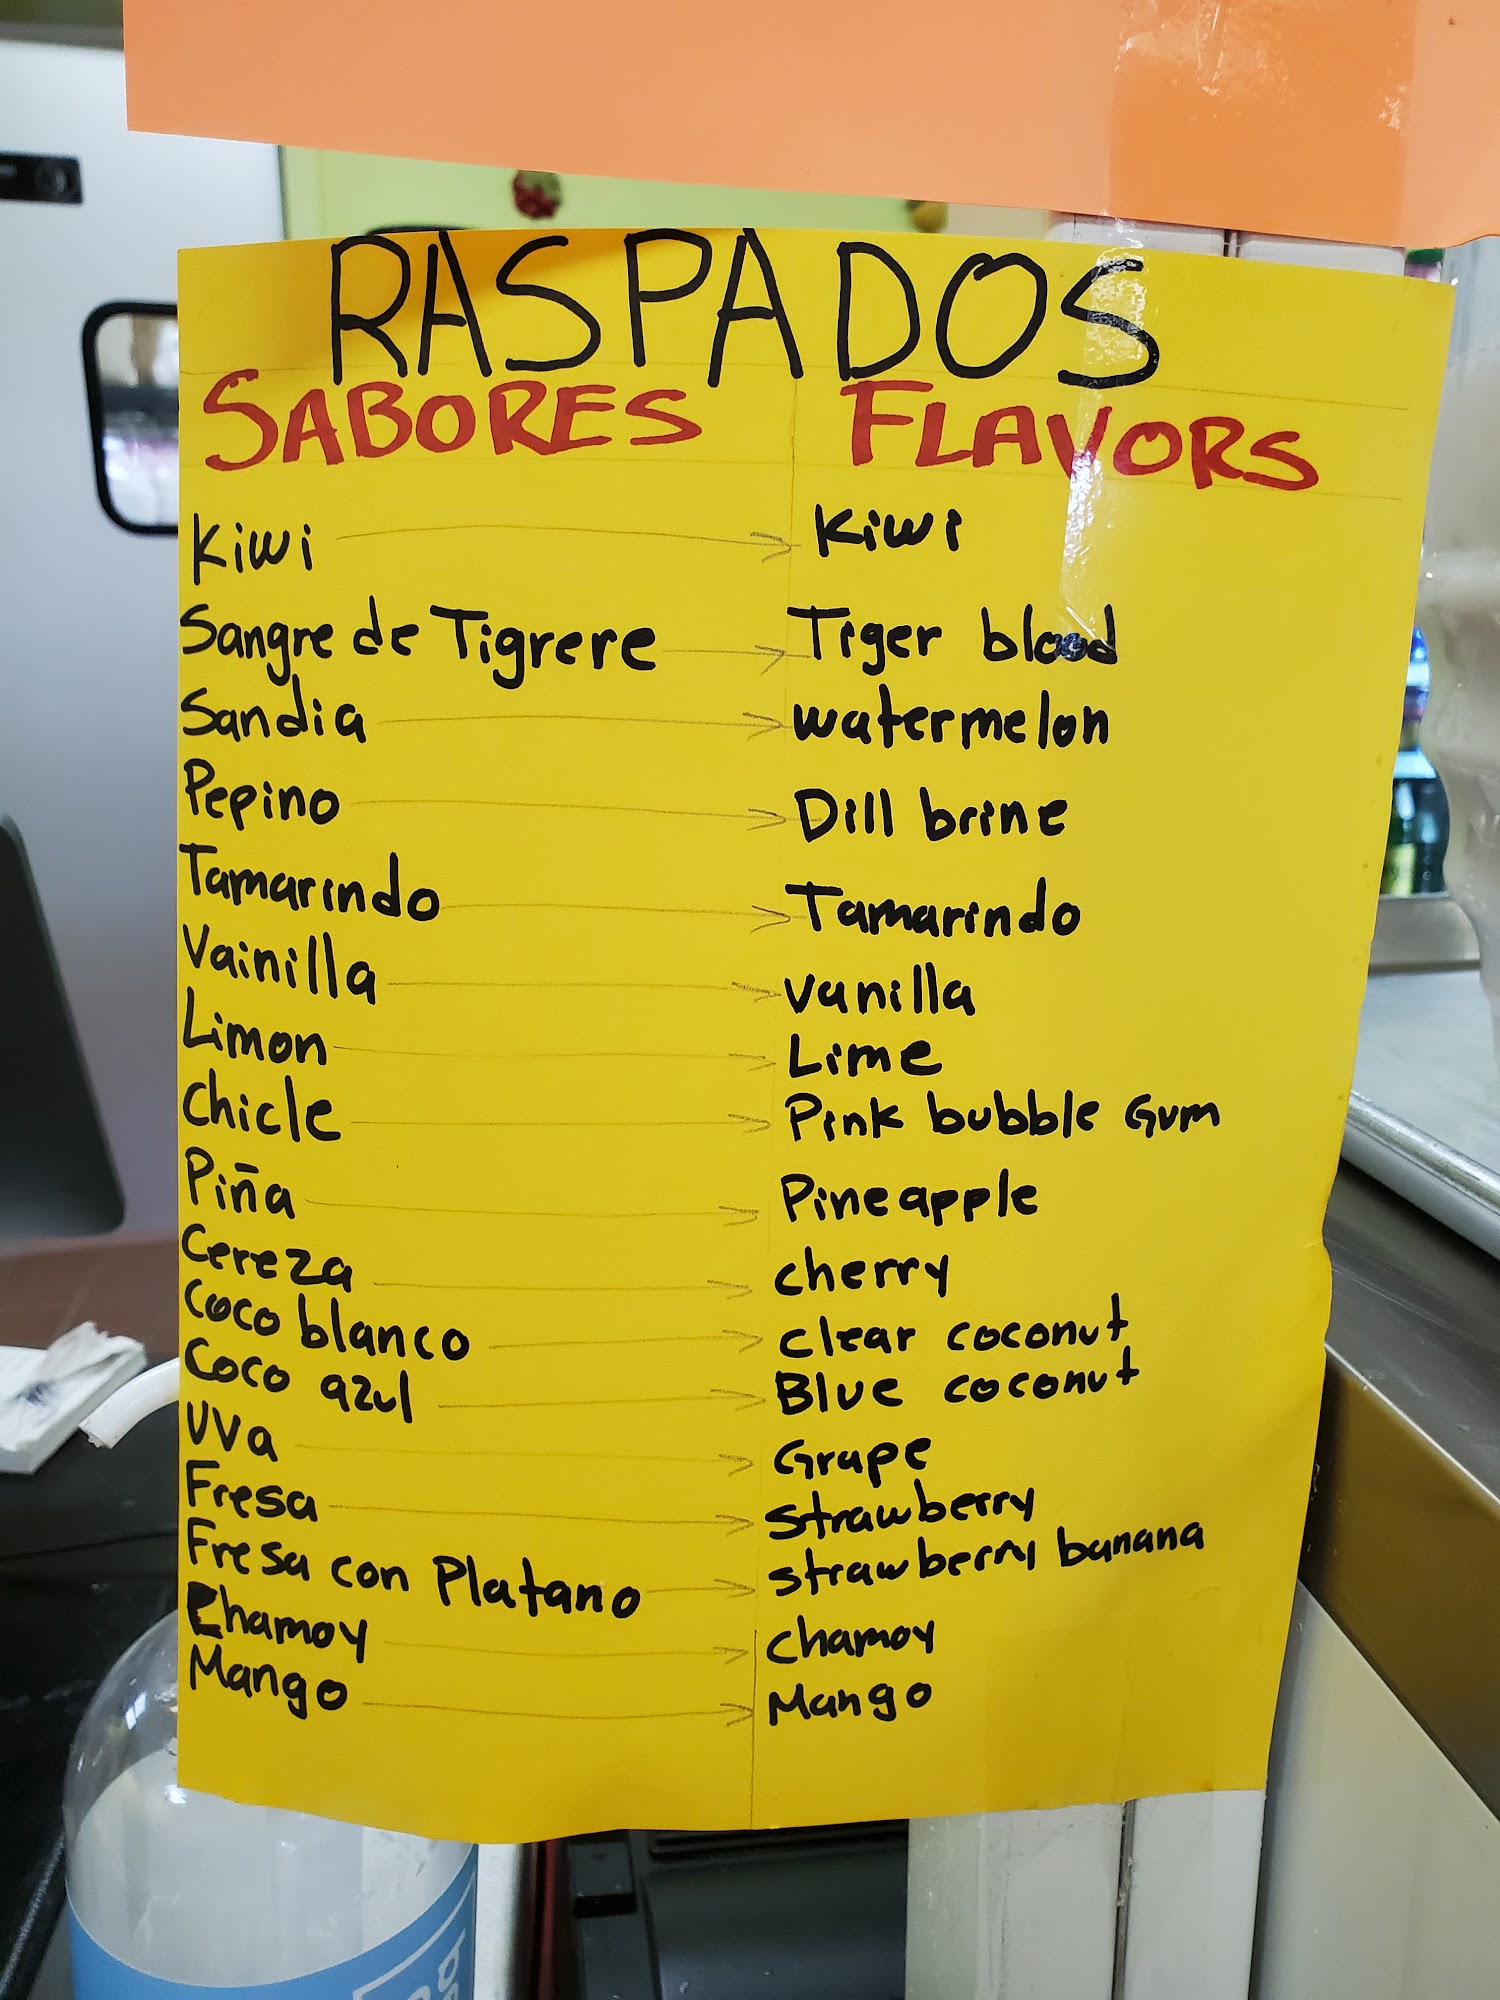 RASPADOS
SABORES FLAVORS
Kiwi Kiwi
Sangre de Tigrere Tiger blood
Sandia watermelon
Pepino Dill brine
Tamarindo Tamarindo
Vainilla vanilla
Limon Lime
Chicle Pink bubble Gum
Piña Pineapple
Cereza cherry
Coco blanco clear coconut
Coco azul Blue coconut
UVa Grape
Fresa strawberry
Fresa con Platano strawberry banana
Chamoy chamoy
Mango Mango